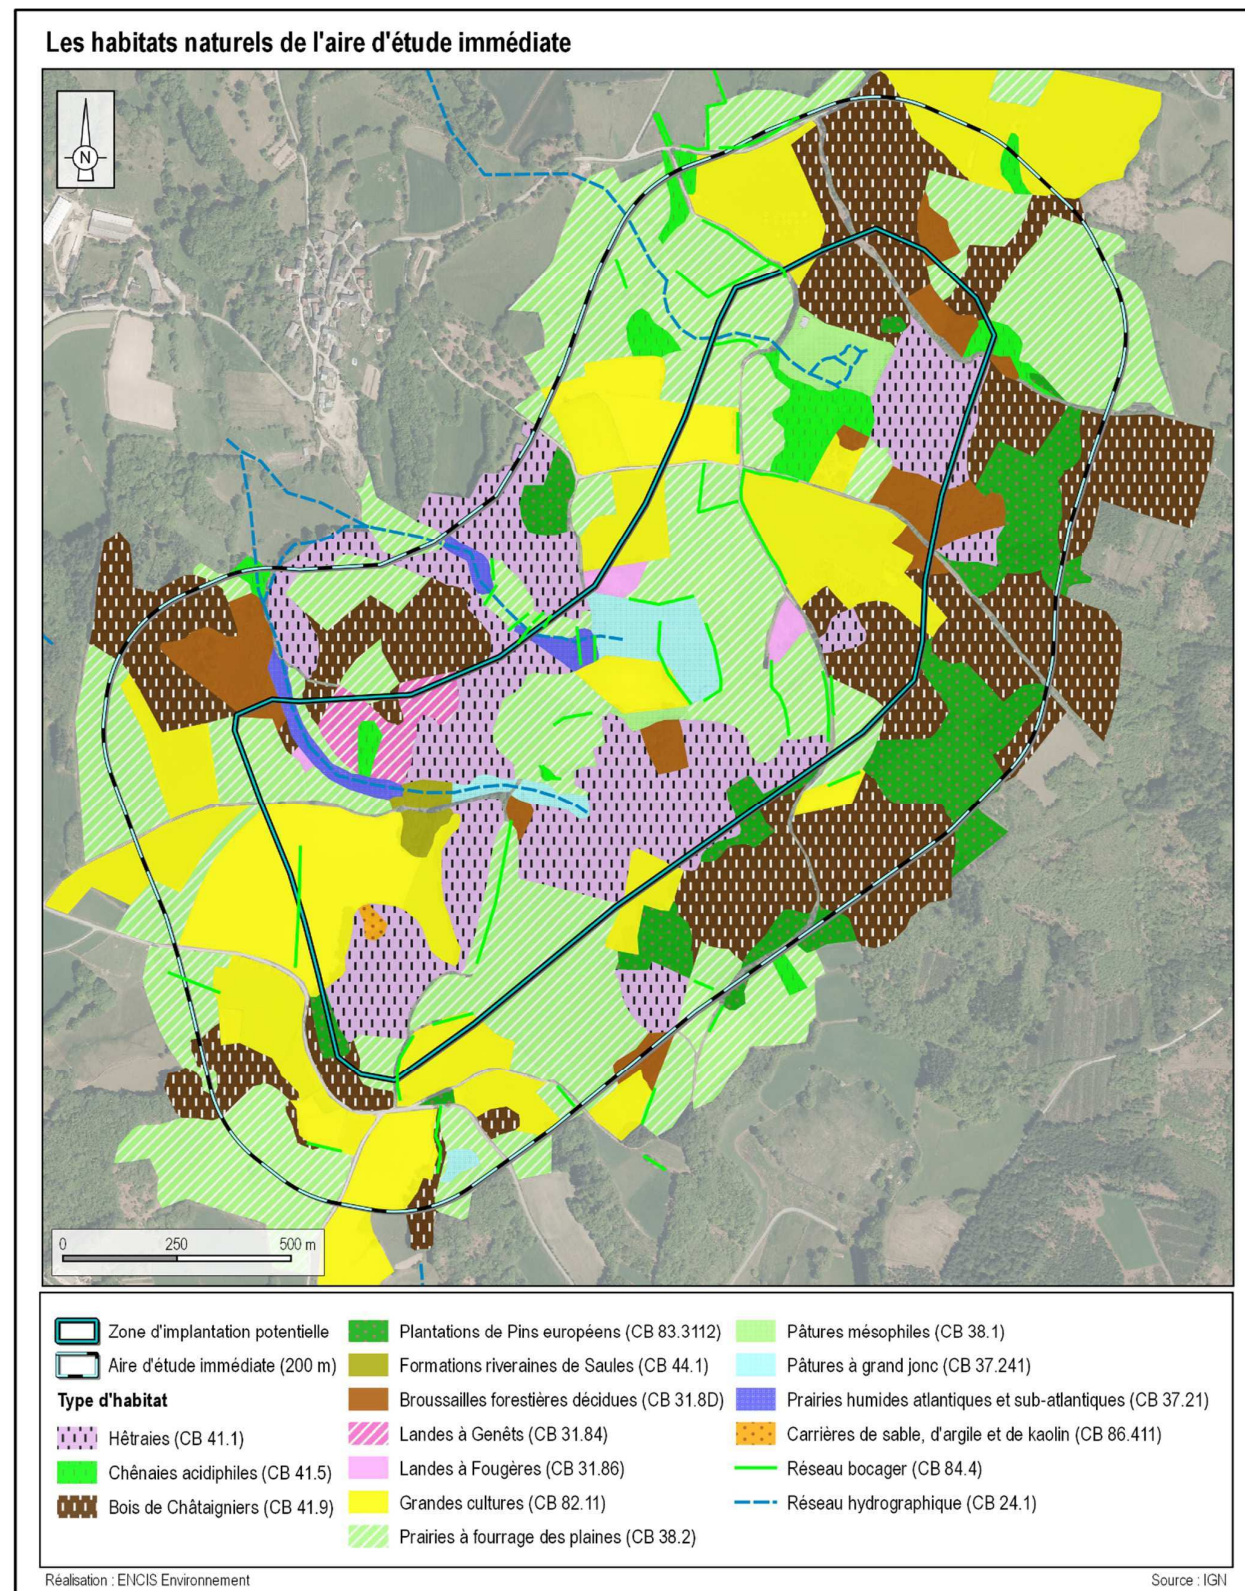 Les habitats naturels de l'aire d'étude immédiate
N
0 250 500 m
Zone d'implantation potentielle
Aire d'étude immédiate (200 m)
Type d'habitat
Hêtraies (CB 41.1)
Chênaies acidiphiles (CB 41.5)
Bois de Châtaigniers (CB 41.9)
Plantations de Pins européens (CB 83.3112)
Formations riveraines de Saules (CB 44.1)
Broussailles forestières décidues (CB 31.8D)
Landes à Genêts (CB 31.84)
Landes à Fougères (CB 31.86)
Grandes cultures (CB 82.11)
Prairies à fourrage des plaines (CB 38.2)
Pâtures mésophiles (CB 38.1)
Pâtures à grand jonc (CB 37.241)
Prairies humides atlantiques et sub-atlantiques (CB 37.21)
Carrières de sable, d'argile et de kaolin (CB 86.411)
Réseau bocager (CB 84.4)
Réseau hydrographique (CB 24.1)
Réalisation : ENCIS Environnement
Source : IGN